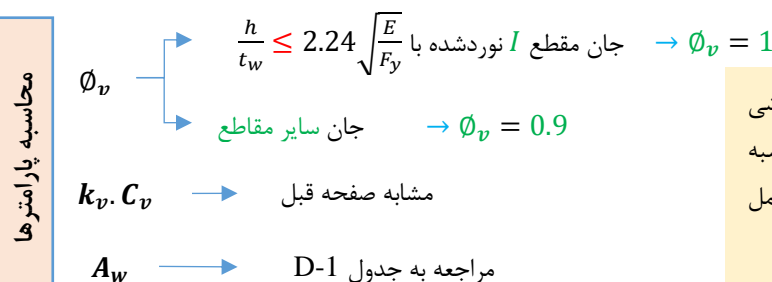 محاسبه پارامترها
∅v
h/tw ≤ 2.24√(E/Fy) جان مقطع I نوردشده با → ∅v = 1
جان سایر مقاطع → ∅v = 0.9
kv. Cv → مشابه صفحه قبل
Aw → مراجعه به جدول D-1